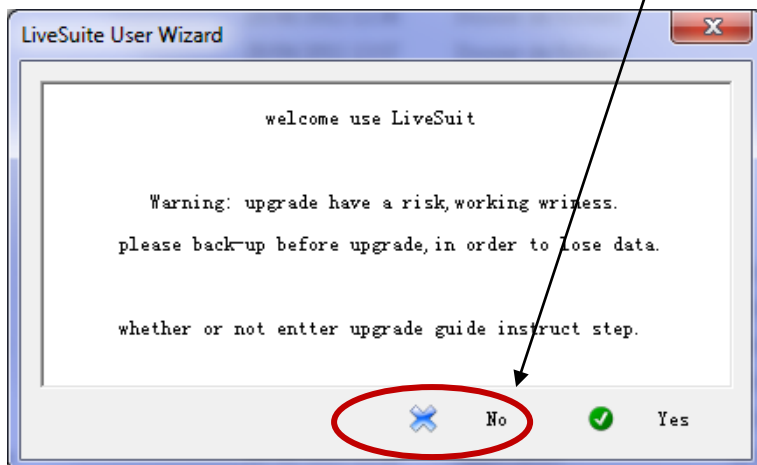 LiveSuite User Wizard
welcome use LiveSuit
Warning: upgrade have a risk,working wriness.
please back-up before upgrade,in order to lose data.
whether or not entter upgrade guide instruct step.
No Yes